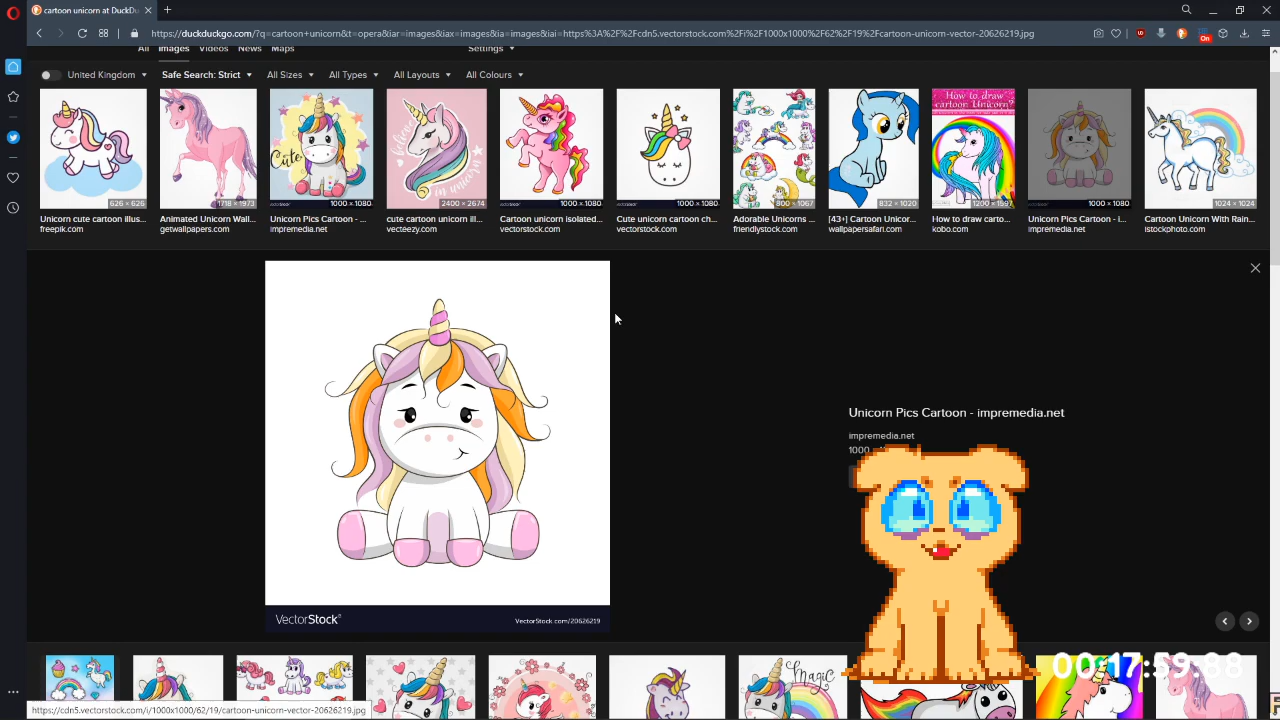 cartoon unicorn at DuckDu
https://duckduckgo.com/?q=cartoon+unicorn&t=opera&iar=images&iax=images&ia=images&iai=https%3A%2F%2Fcdn5.vectorstock.com%2Fi%2F1000x1000%2F62%2F19%2Fcartoon-unicorn-vector-20626219.jpg
On
All Images Videos News Maps Settings
United Kingdom Safe Search: Strict All Sizes All Types All Layouts All Colours
How to draw
cartoon Unicorn?
Cute
believe
in unicorn
626 × 626
1718 × 1973
1000 × 1080
2400 × 2674
1000 × 1080
1000 × 1080
800 × 1067
832 × 1020
1200 × 159
1000 × 1080
1024 × 1024
Unicorn cute cartoon illus...
freepik.com
Animated Unicorn Wall...
getwallpapers.com
Unicorn Pics Cartoon - ...
impremedia.net
cute cartoon unicorn ill...
vecteezy.com
Cartoon unicorn isolated...
vectorstock.com
Cute unicorn cartoon ch...
vectorstock.com
Adorable Unicorns ...
friendlystock.com
[43+] Cartoon Unicor...
wallpapersafari.com
How to draw carto...
kobo.com
Unicorn Pics Cartoon - I...
impremedia.net
Cartoon Unicorn With Rain...
istockphoto.com
Unicorn Pics Cartoon - impremedia.net
impremedia.net
1000
VectorStock®
VectorStock.com/20626219
Magic
00:17:59:88
https://cdn5.vectorstock.com/i/1000x1000/62/19/cartoon-unicorn-vector-20626219.jpg